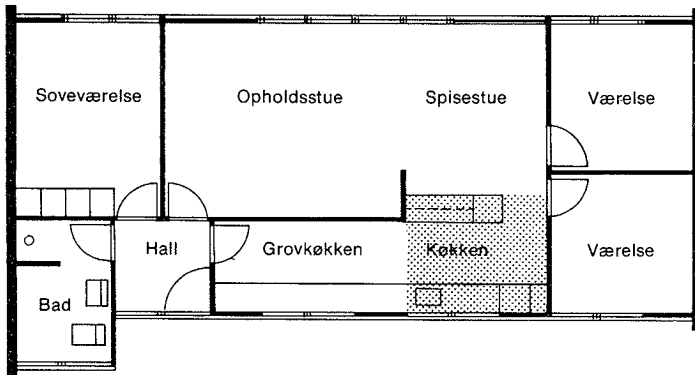 Soveværelse
Opholdsstue
Spisestue
Værelse
Hall
Grovkøkken
Køkken
Værelse
Bad